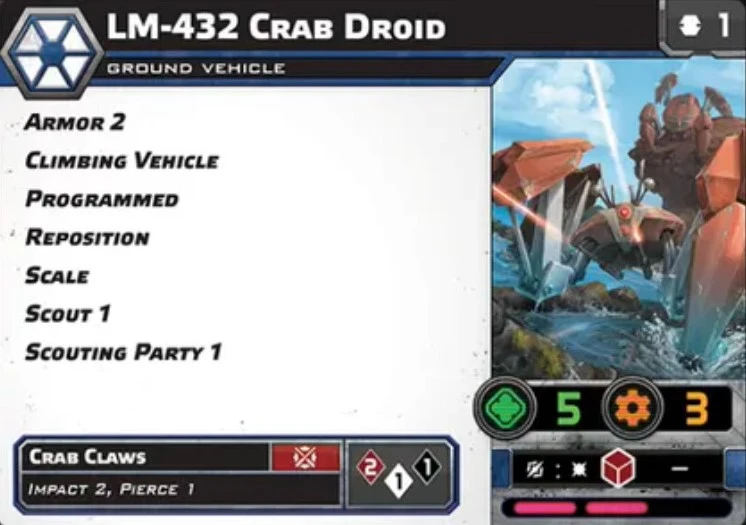 LM-432 CRAB DROID
1
GROUND VEHICLE
ARMOR 2
CLIMBING VEHICLE
PROGRAMMED
REPOSITION
SCALE
SCOUT 1
SCOUTING PARTY 1
5 3
: –
CRAB CLAWS
2 1 1
IMPACT 2, PIERCE 1